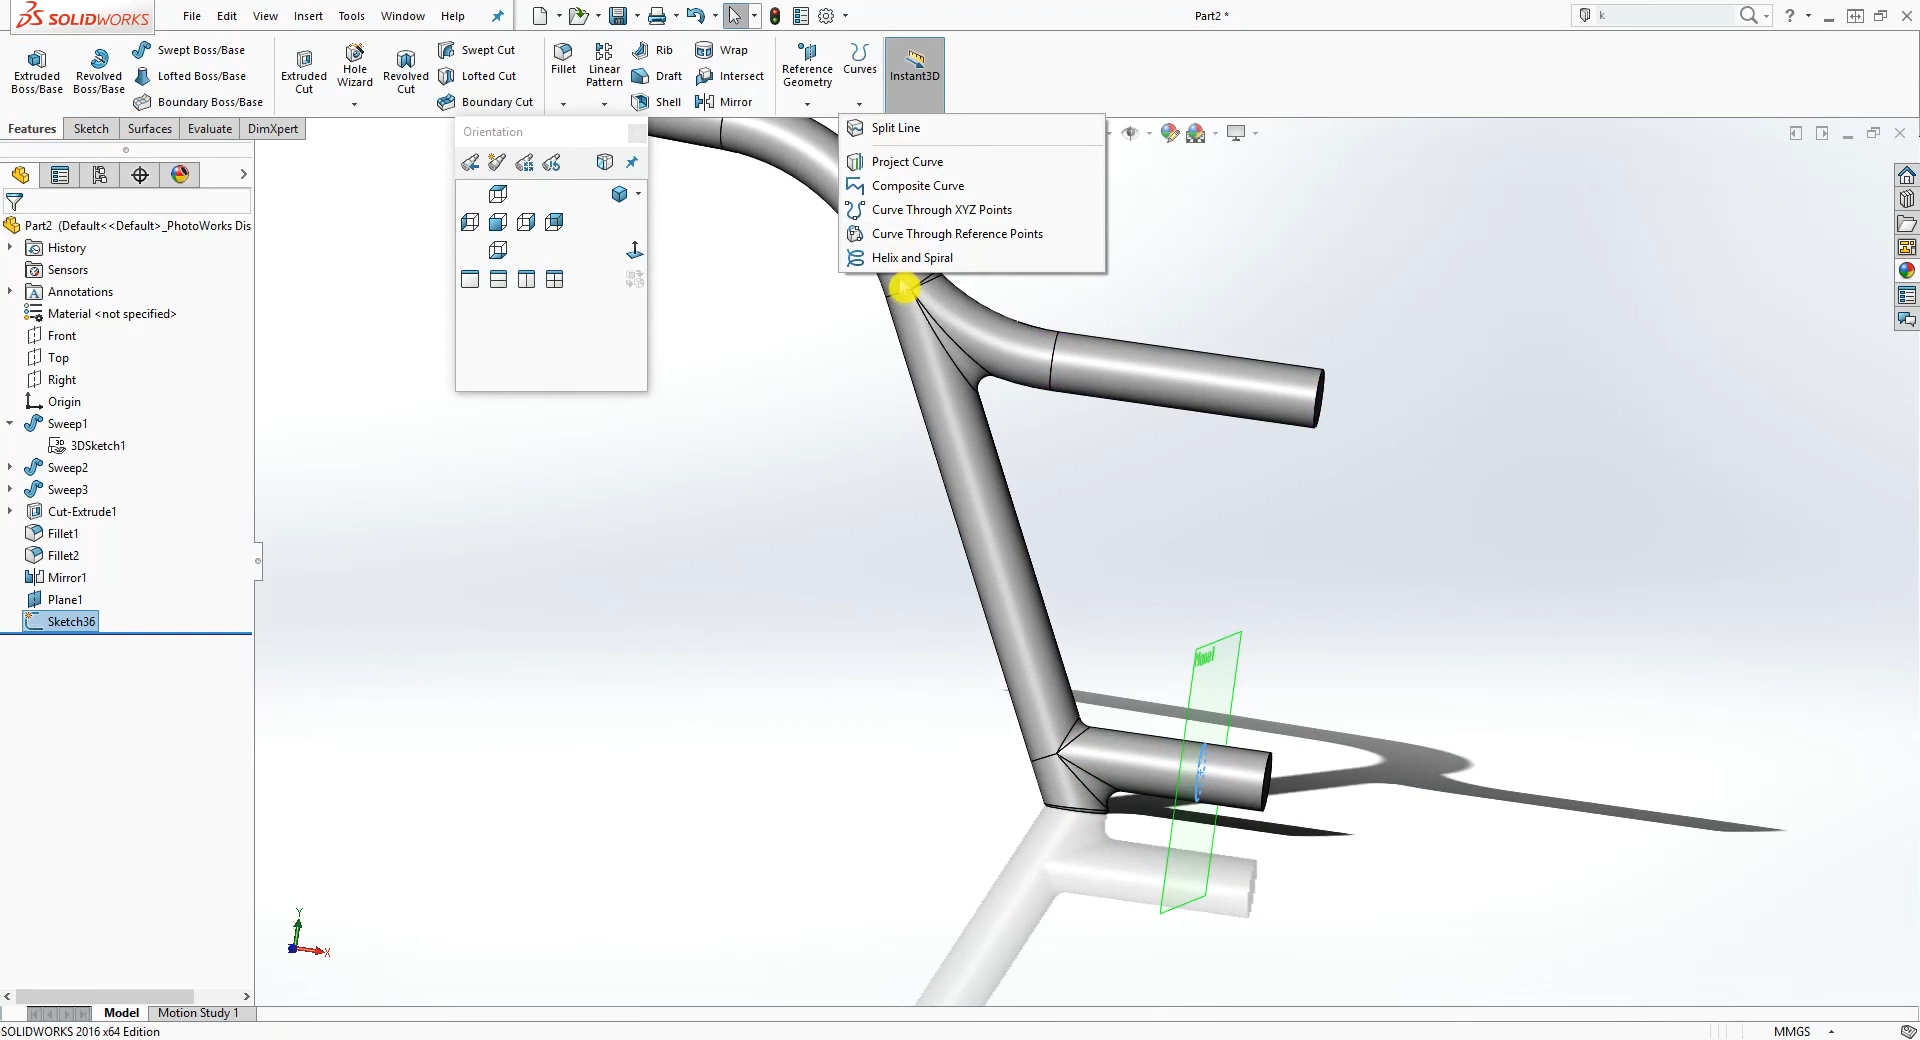 SOLIDWORKS
File Edit View Insert Tools Window Help
Part2 *
k
?
Extruded Boss/Base
Revolved Boss/Base
Swept Boss/Base
Lofted Boss/Base
Boundary Boss/Base
Extruded Cut
Hole Wizard
Revolved Cut
Swept Cut
Lofted Cut
Boundary Cut
Fillet
Linear Pattern
Rib
Draft
Shell
Wrap
Intersect
Mirror
Reference Geometry
Curves
Instant3D
Features Sketch Surfaces Evaluate DimXpert
Orientation
Split Line
Project Curve
Composite Curve
Curve Through XYZ Points
Curve Through Reference Points
Helix and Spiral
Part2 (Default<<Default>_PhotoWorks Dis
History
Sensors
Annotations
Material <not specified>
Front
Top
Right
Origin
Sweep1
3DSketch1
Sweep2
Sweep3
Cut-Extrude1
Fillet1
Fillet2
Mirror1
Plane1
Sketch36
Y
X
Model Motion Study 1
SOLIDWORKS 2016 x64 Edition
MMGS